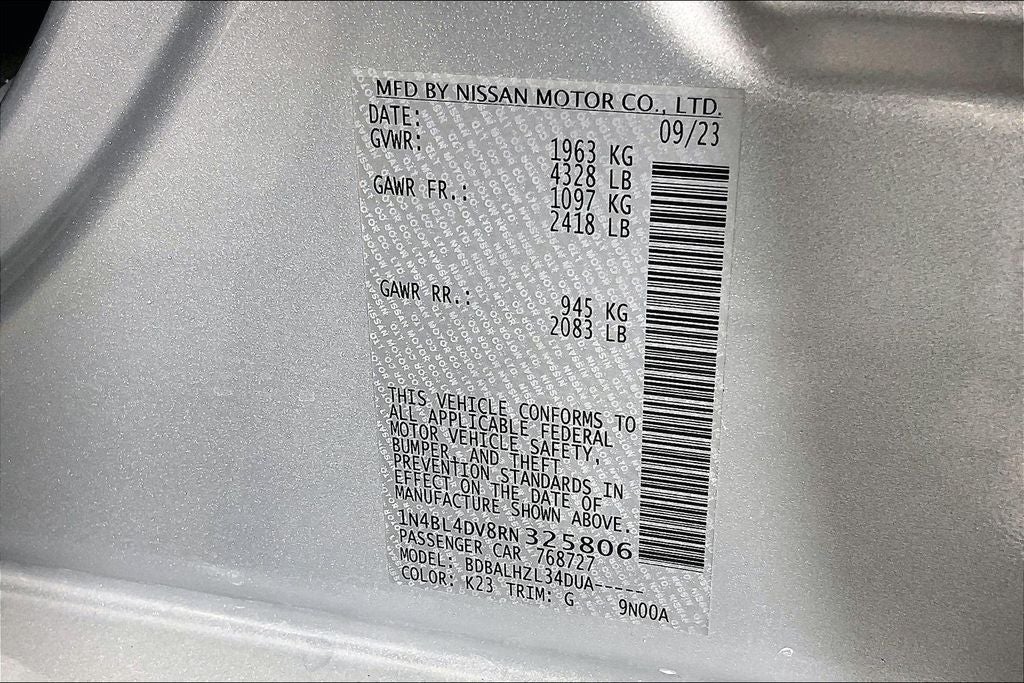 MFD BY NISSAN MOTOR CO., LTD.
DATE: 09/23
GVWR: 1963 KG
4328 LB
GAWR FR.: 1097 KG
2418 LB
GAWR RR.: 945 KG
2083 LB
THIS VEHICLE CONFORMS TO
ALL APPLICABLE FEDERAL
MOTOR VEHICLE SAFETY,
BUMPER, AND THEFT
PREVENTION STANDARDS IN
EFFECT ON THE DATE OF
MANUFACTURE SHOWN ABOVE.
1N4BL4DV8RN325806
PASSENGER CAR 768727
MODEL: BDBALHZL34DUA-----
COLOR: K23 TRIM: G 9N00A